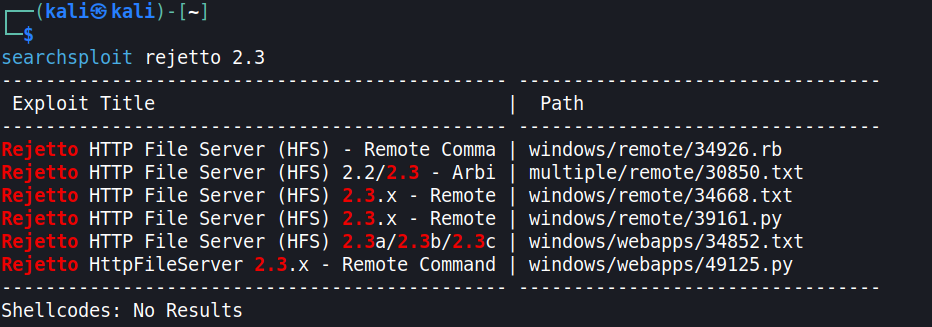 ┌──(kali㉿kali)-[~]
└─$
searchsploit rejetto 2.3
---------------------------------------------- ---------------------------------
 Exploit Title                                |  Path
---------------------------------------------- ---------------------------------
Rejetto HTTP File Server (HFS) - Remote Comma | windows/remote/34926.rb
Rejetto HTTP File Server (HFS) 2.2/2.3 - Arbi | multiple/remote/30850.txt
Rejetto HTTP File Server (HFS) 2.3.x - Remote | windows/remote/34668.txt
Rejetto HTTP File Server (HFS) 2.3.x - Remote | windows/remote/39161.py
Rejetto HTTP File Server (HFS) 2.3a/2.3b/2.3c | windows/webapps/34852.txt
Rejetto HttpFileServer 2.3.x - Remote Command | windows/webapps/49125.py
---------------------------------------------- ---------------------------------
Shellcodes: No Results